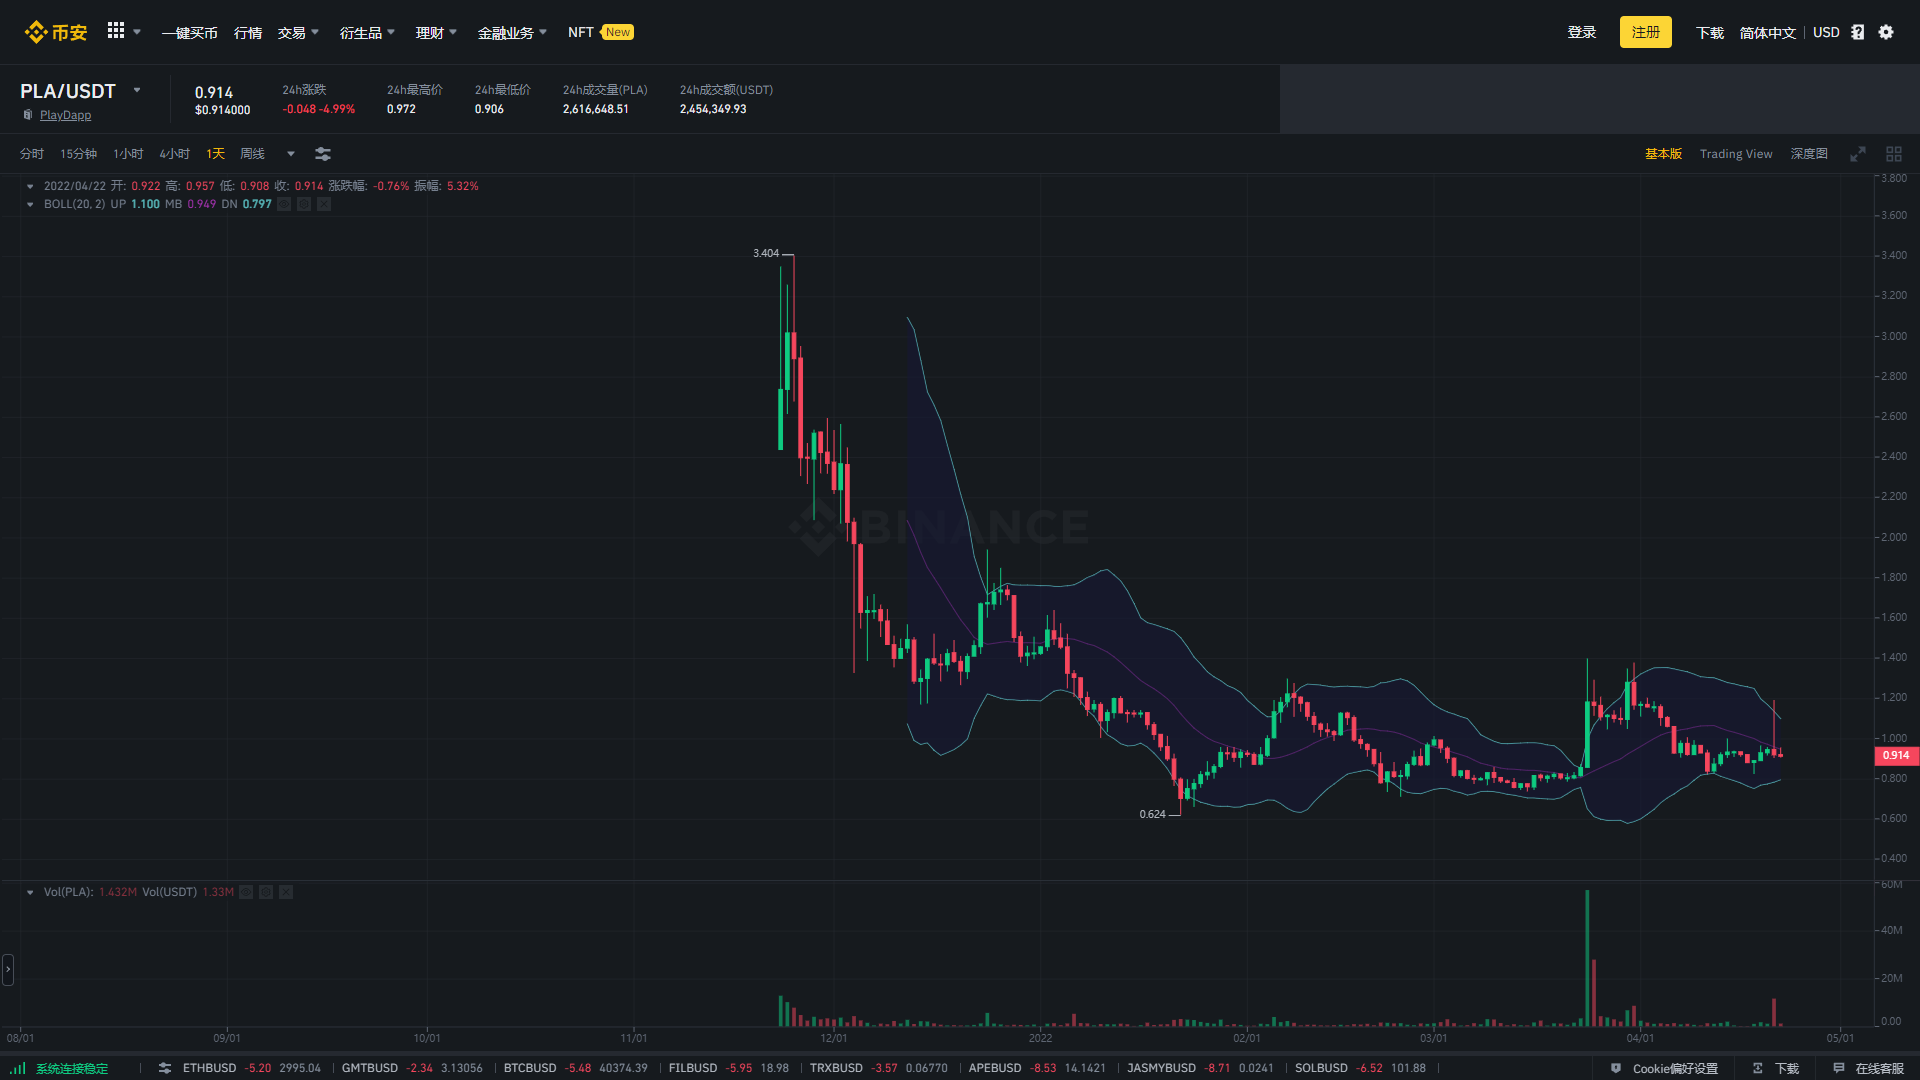 币安 一键买币 行情 交易 衍生品 理财 金融业务 NFT New 登录 注册 下载 简体中文 USD
PLA/USDT
PlayDapp
0.914
$0.914000
24h涨跌
-0.048 -4.99%
24h最高价
0.972
24h最低价
0.906
24h成交量(PLA)
2,616,648.51
24h成交额(USDT)
2,454,349.93
分时 15分钟 1小时 4小时 1天 周线 基本版 Trading View 深度图
2022/04/22 开: 0.922 高: 0.957 低: 0.908 收: 0.914 涨跌幅: -0.76% 振幅: 5.32%
BOLL(20, 2) UP 1.100 MB 0.949 DN 0.797
3.800
3.600
3.404
3.400
3.200
3.000
2.800
2.600
2.400
2.200
BINANCE
2.000
1.800
1.600
1.400
1.200
1.000
0.914
0.800
0.624
0.600
0.400
Vol(PLA): 1.432M Vol(USDT) 1.33M
60M
40M
20M
0.00
08/01 09/01 10/01 11/01 12/01 2022 02/01 03/01 04/01 05/01
系统连接稳定 ETHBUSD -5.20 2995.04 GMTBUSD -2.34 3.13056 BTCBUSD -5.48 40374.39 FILBUSD -5.95 18.98 TRXBUSD -3.57 0.06770 APEBUSD -8.53 14.1421 JASMYBUSD -8.71 0.0241 SOLBUSD -6.52 101.88 Cookie偏好设置 下载 在线客服